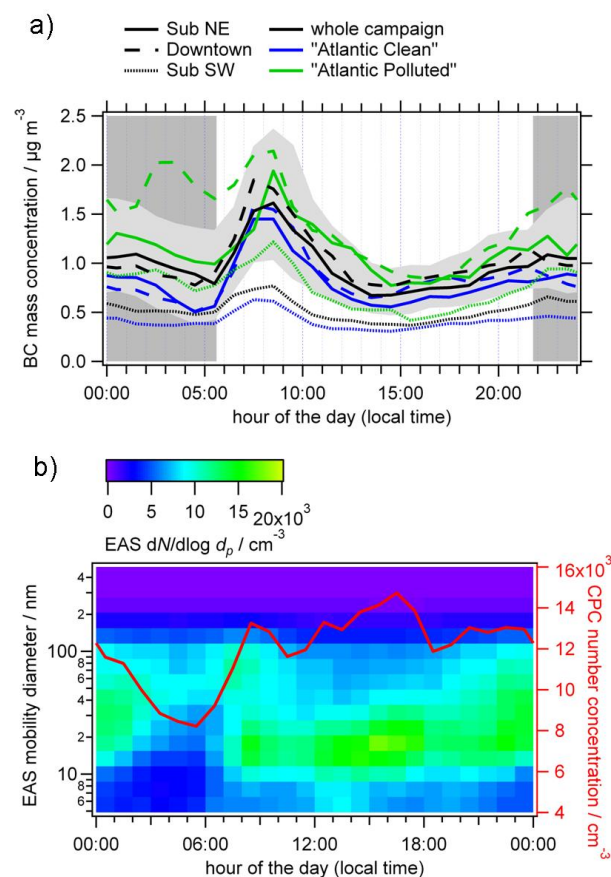 a)
Sub NE
whole campaign
Downtown
"Atlantic Clean"
Sub SW
"Atlantic Polluted"
2.5
2.0
1.5
1.0
0.5
0.0
BC mass concentration / µg m⁻³
00:00 05:00 10:00 15:00 20:00
hour of the day (local time)
b)
0 5 10 15 20x10³
EAS dN/dlog dₚ / cm⁻³
EAS mobility diameter / nm
4
2
100
8
6
4
2
10
8
6
16x10³
14
12
10
8
6
4
CPC number concentration / cm⁻³
00:00 06:00 12:00 18:00 00:00
hour of the day (local time)